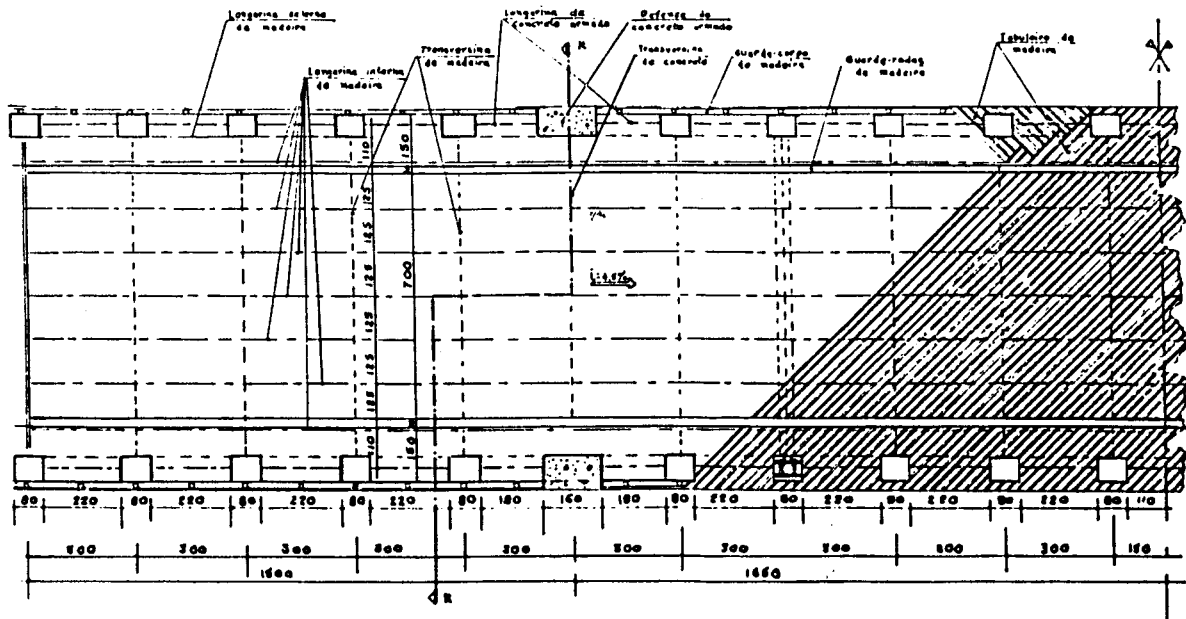 Longarina externa
de madeira
Longarina de
concreto armado
Defensa de
concreto armado
Longarina interna
de madeira
Transversina
de madeira
Transversina
de concreto
Guarda-corpo
de madeira
Guarda-rodas
de madeira
Tabuleiro de
madeira
R
110
150
125
125
125
125
125
125
110
700
150
80 220 80 220 80 220 80 220 80 180 160 180 80 220 80 220 80 220 80 220 80 110
300 300 300 300 300 300 300 300 300 150
1500 1650
R